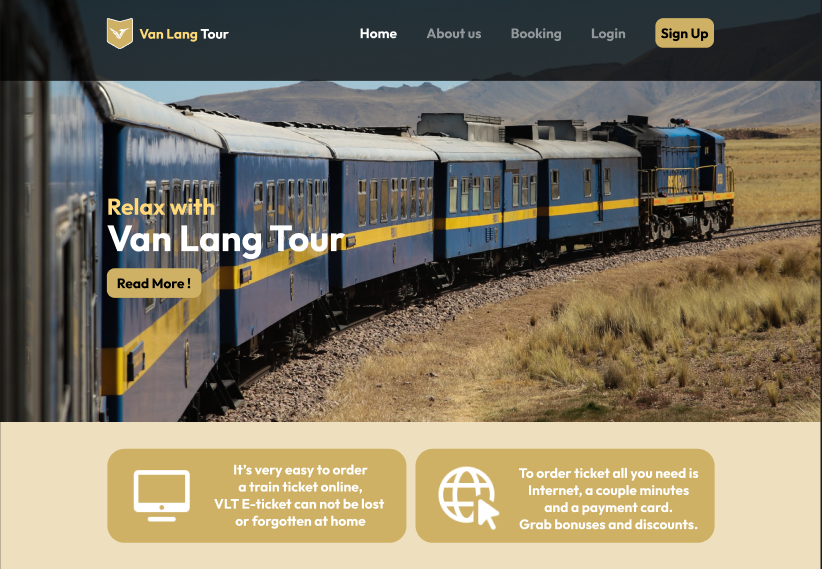 Van Lang Tour
Home
About us
Booking
Login
Sign Up
Relax with
Van Lang Tour
Read More !
It's very easy to order
a train ticket online,
VLT E-ticket can not be lost
or forgotten at home
To order ticket all you need is
Internet, a couple minutes
and a payment card.
Grab bonuses and discounts.